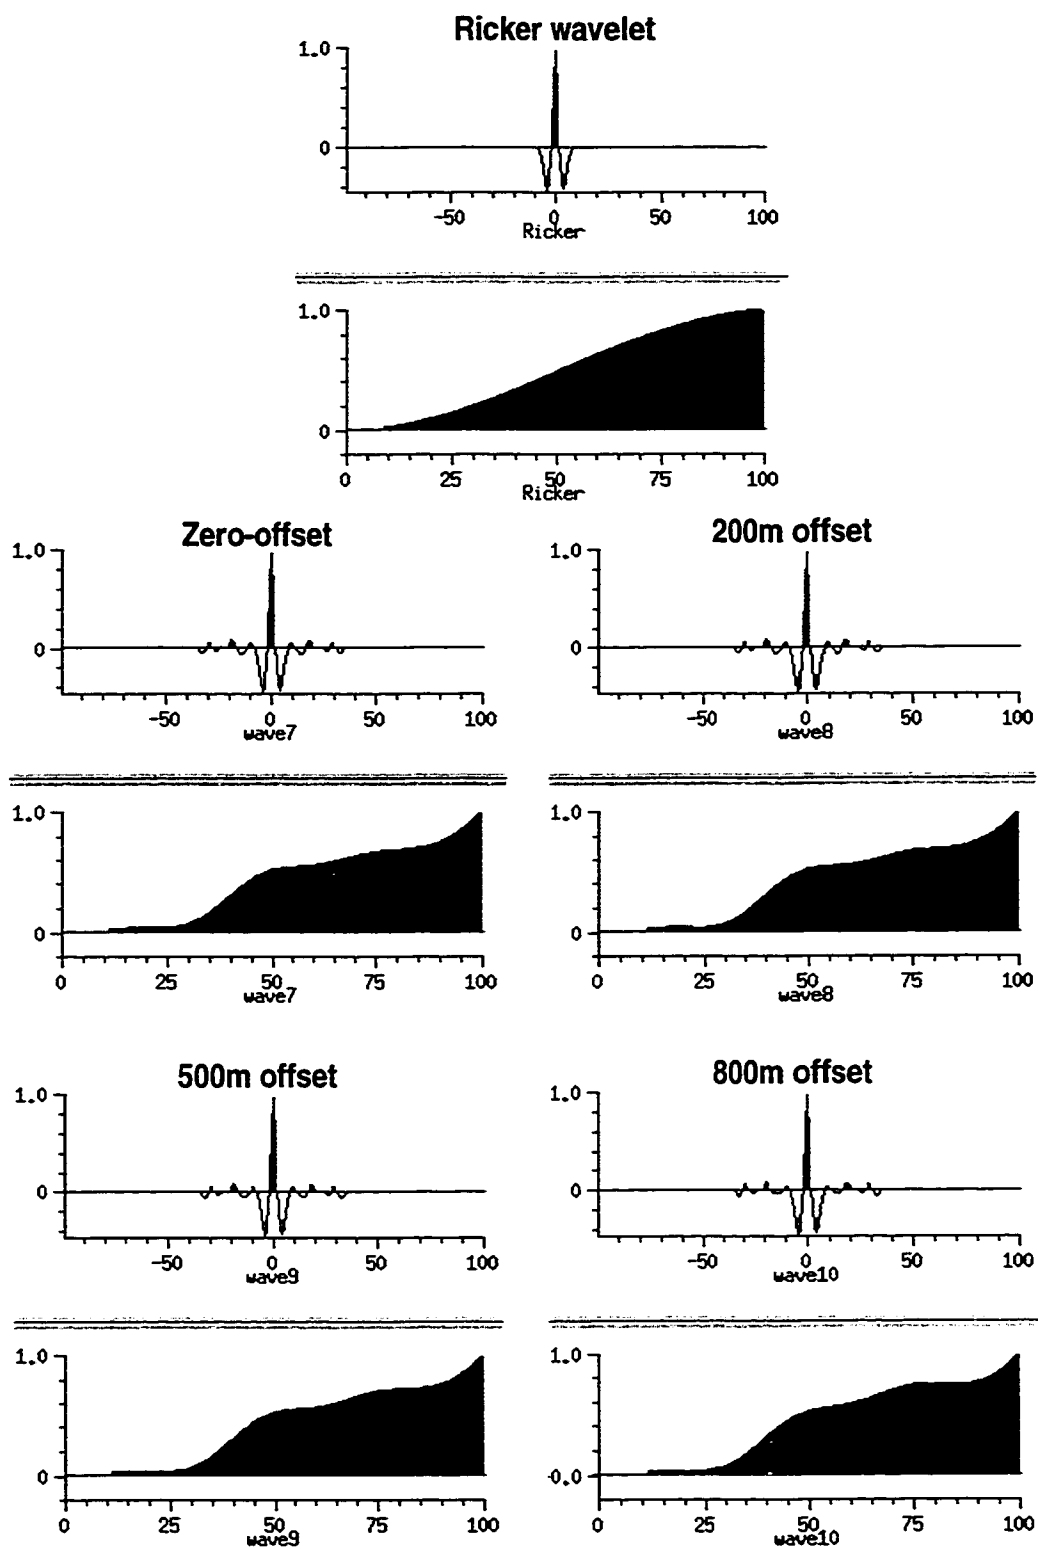 Ricker wavelet
1.0
0
-50 0 50 100
Ricker
1.0
0
0 25 50 75 100
Ricker
Zero-offset
1.0
0
-50 0 50 100
wave7
200m offset
1.0
0
-50 0 50 100
wave8
1.0
0
0 25 50 75 100
wave7
1.0
0
0 25 50 75 100
wave8
500m offset
1.0
0
-50 0 50 100
wave9
800m offset
1.0
0
-50 0 50 100
wave10
1.0
0
0 25 50 75 100
wave9
1.0
-0.0
0 25 50 75 100
wave10